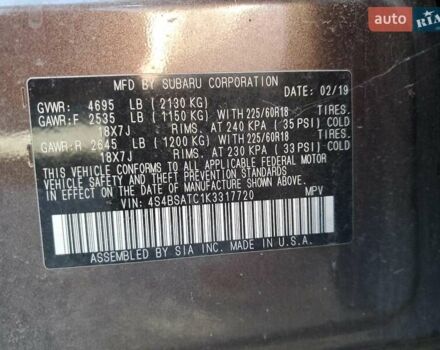 AUTO RIA
MFD BY SUBARU CORPORATION
DATE: 02/19
GVWR: 4695 LB (2130 KG)
GAWR:F 2535 LB (1150 KG) WITH 225/60R18 TIRES.
18X7J RIMS. AT 240 KPA (35 PSI) COLD
GAWR:R 2645 LB (1200 KG) WITH 225/60R18 TIRES.
18X7J RIMS. AT 230 KPA (33 PSI) COLD
THIS VEHICLE CONFORMS TO ALL APPLICABLE FEDERAL MOTOR
VEHICLE SAFETY, BUMPER, AND THEFT PREVENTION STANDARDS
IN EFFECT ON THE DATE OF MANUFACTURE SHOWN ABOVE.
VIN: 4S4BSATC1K3317720 MPV
ASSEMBLED BY SIA INC. MADE IN U.S.A.